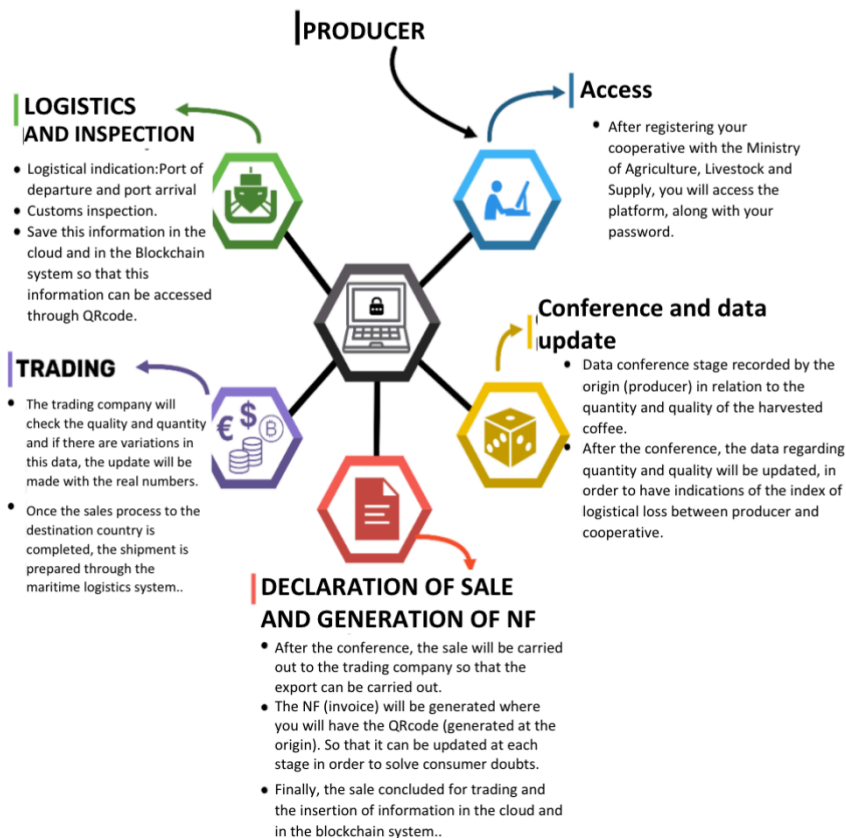 PRODUCER
Access
After registering your
cooperative with the Ministry
of Agriculture, Livestock and
Supply, you will access the
platform, along with your
password.
LOGISTICS
AND INSPECTION
Logistical indication:Port of
departure and port arrival
Customs inspection.
Save this information in the
cloud and in the Blockchain
system so that this
information can be accessed
through QRcode.
Conference and data
update
Data conference stage recorded by the
origin (producer) in relation to the
quantity and quality of the harvested
coffee.
After the conference, the data regarding
quantity and quality will be updated, in
order to have indications of the index of
logistical loss between producer and
cooperative.
TRADING
The trading company will
check the quality and quantity
and if there are variations in
this data, the update will be
made with the real numbers.
Once the sales process to the
destination country is
completed, the shipment is
prepared through the
maritime logistics system..
€ $ B
DECLARATION OF SALE
AND GENERATION OF NF
After the conference, the sale will be carried
out to the trading company so that the
export can be carried out.
The NF (invoice) will be generated where
you will have the QRcode (generated at the
origin). So that it can be updated at each
stage in order to solve consumer doubts.
Finally, the sale concluded for trading and
the insertion of information in the cloud and
in the blockchain system..